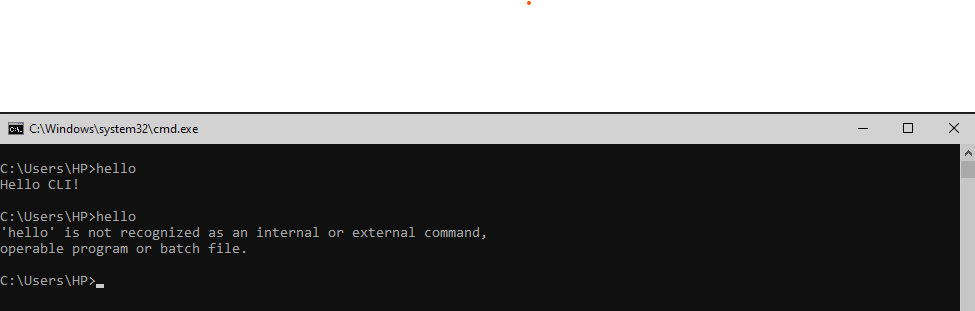 C:\Windows\system32\cmd.exe
C:\Users\HP>hello
Hello CLI!
C:\Users\HP>hello
'hello' is not recognized as an internal or external command,
operable program or batch file.
C:\Users\HP>